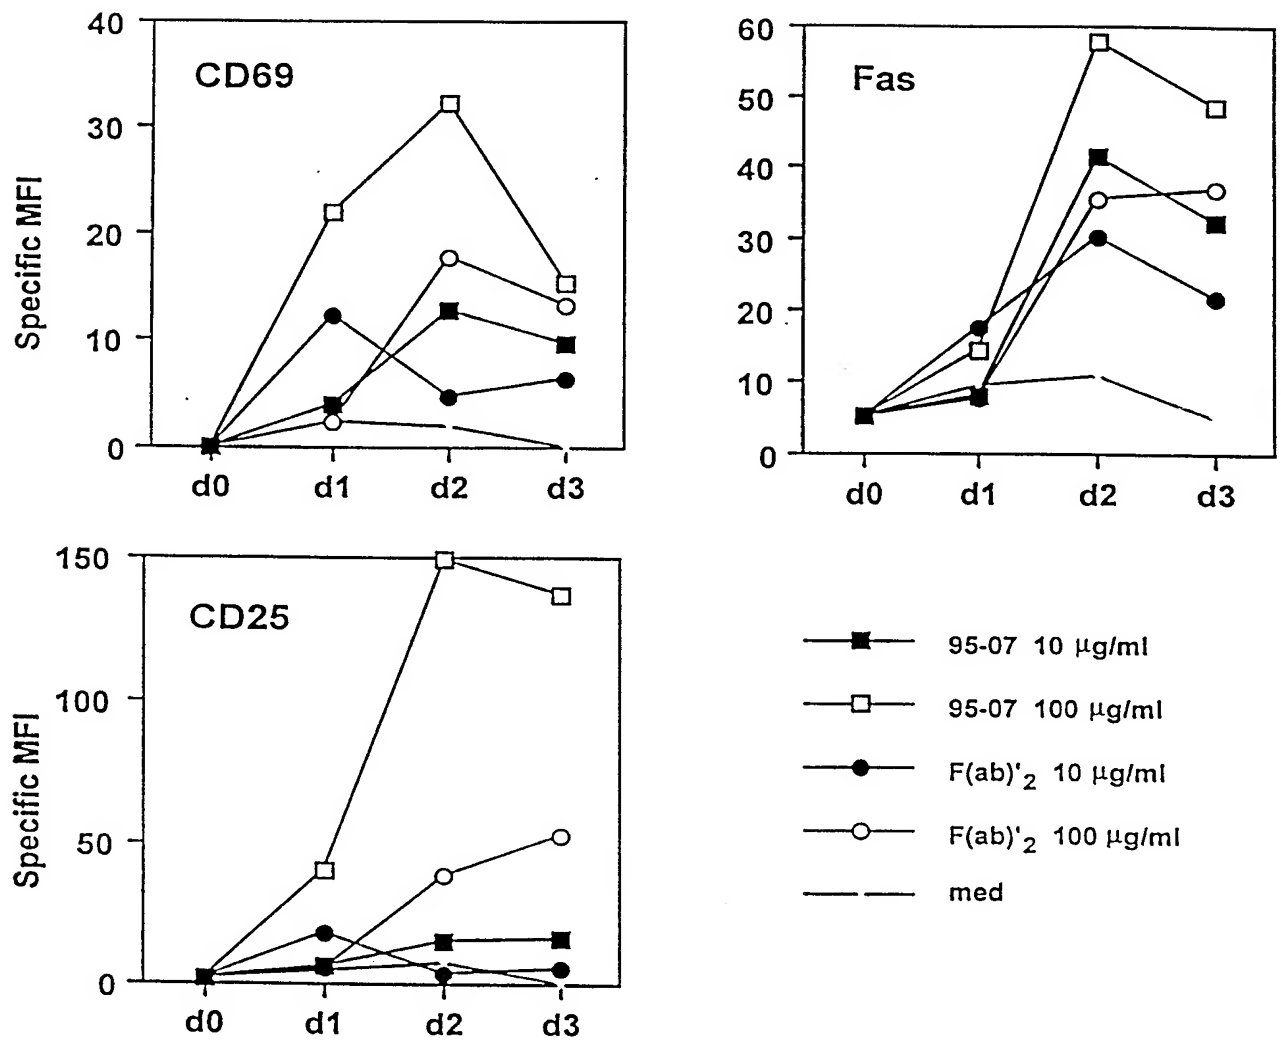 CD69
Specific MFI
40
30
20
10
0
d0 d1 d2 d3
Fas
60
50
40
30
20
10
0
d0 d1 d2 d3
CD25
Specific MFI
150
100
50
0
d0 d1 d2 d3
95-07 10 µg/ml
95-07 100 µg/ml
F(ab)'2 10 µg/ml
F(ab)'2 100 µg/ml
med